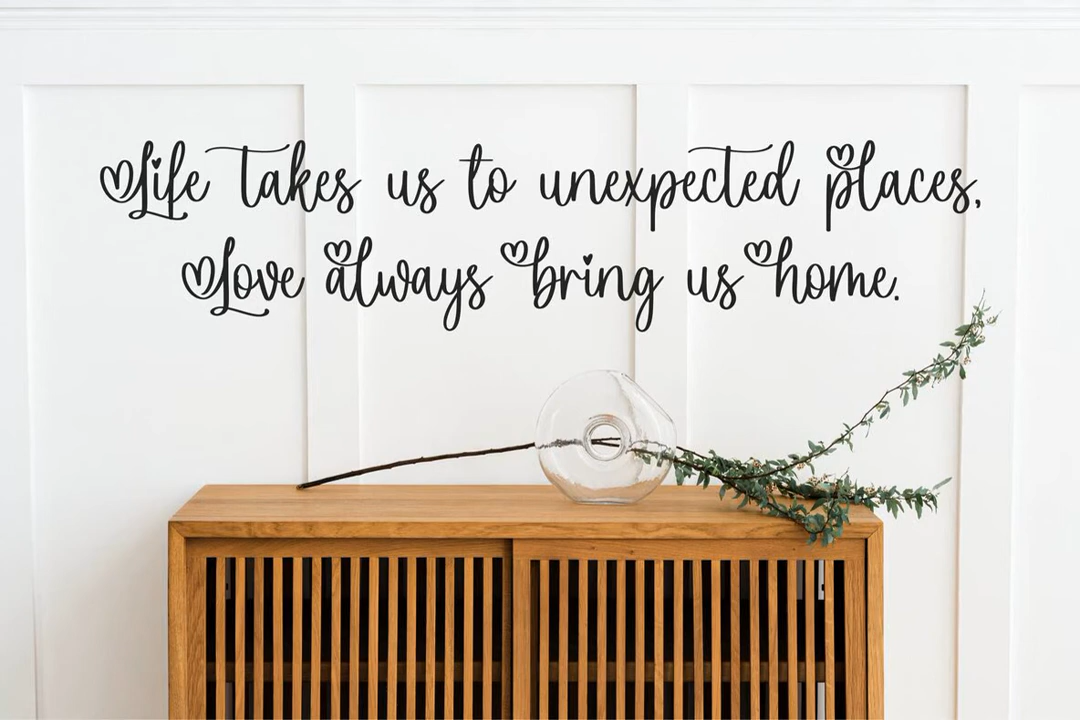 Life takes us to unexpected places,
Love always bring us home.